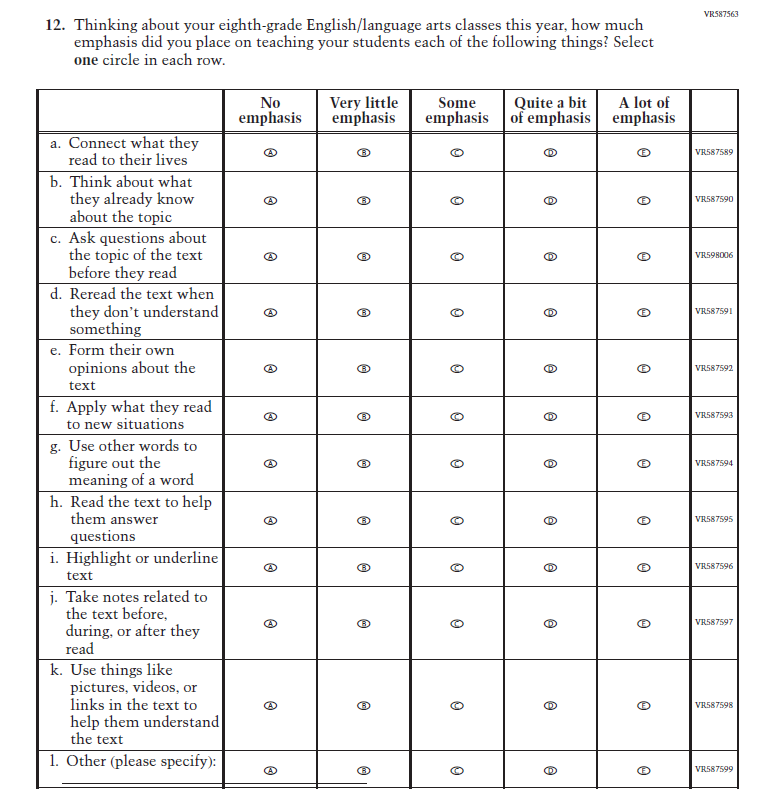 VR587563
12. Thinking about your eighth-grade English/language arts classes this year, how much
emphasis did you place on teaching your students each of the following things? Select
one circle in each row.
No
emphasis
Very little
emphasis
Some
emphasis
Quite a bit
of emphasis
A lot of
emphasis
a. Connect what they
read to their lives
A B C D E VR587589
b. Think about what
they already know
about the topic
A B C D E VR587590
c. Ask questions about
the topic of the text
before they read
A B C D E VR598006
d. Reread the text when
they don’t understand
something
A B C D E VR587591
e. Form their own
opinions about the
text
A B C D E VR587592
f. Apply what they read
to new situations
A B C D E VR587593
g. Use other words to
figure out the
meaning of a word
A B C D E VR587594
h. Read the text to help
them answer
questions
A B C D E VR587595
i. Highlight or underline
text
A B C D E VR587596
j. Take notes related to
the text before,
during, or after they
read
A B C D E VR587597
k. Use things like
pictures, videos, or
links in the text to
help them understand
the text
A B C D E VR587598
l. Other (please specify):
A B C D E VR587599